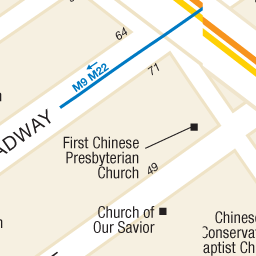 64
M9 M22
71
ADWAY
First Chinese
Presbyterian
Church
49
Church of
Our Savior
Chinese
Conservat
aptist Ch